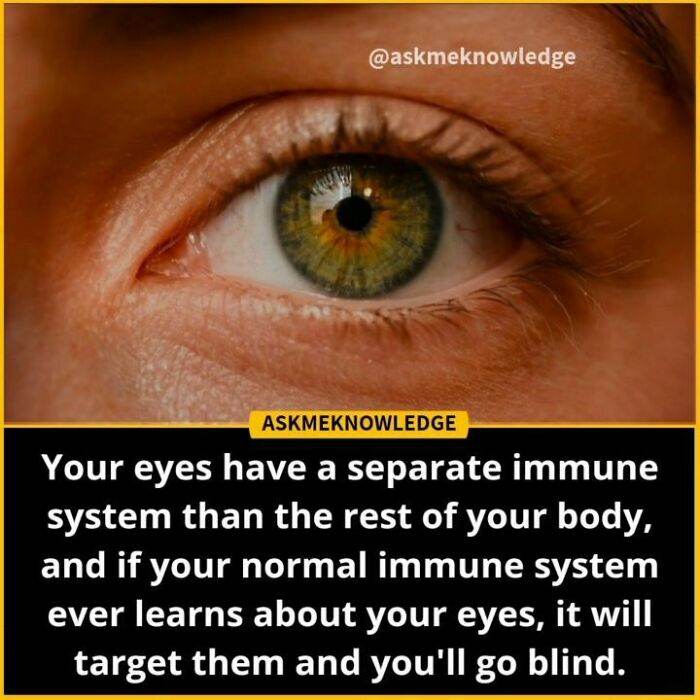 @askmeknowledge
ASKMEKNOWLEDGE
Your eyes have a separate immune
system than the rest of your body,
and if your normal immune system
ever learns about your eyes, it will
target them and you'll go blind.